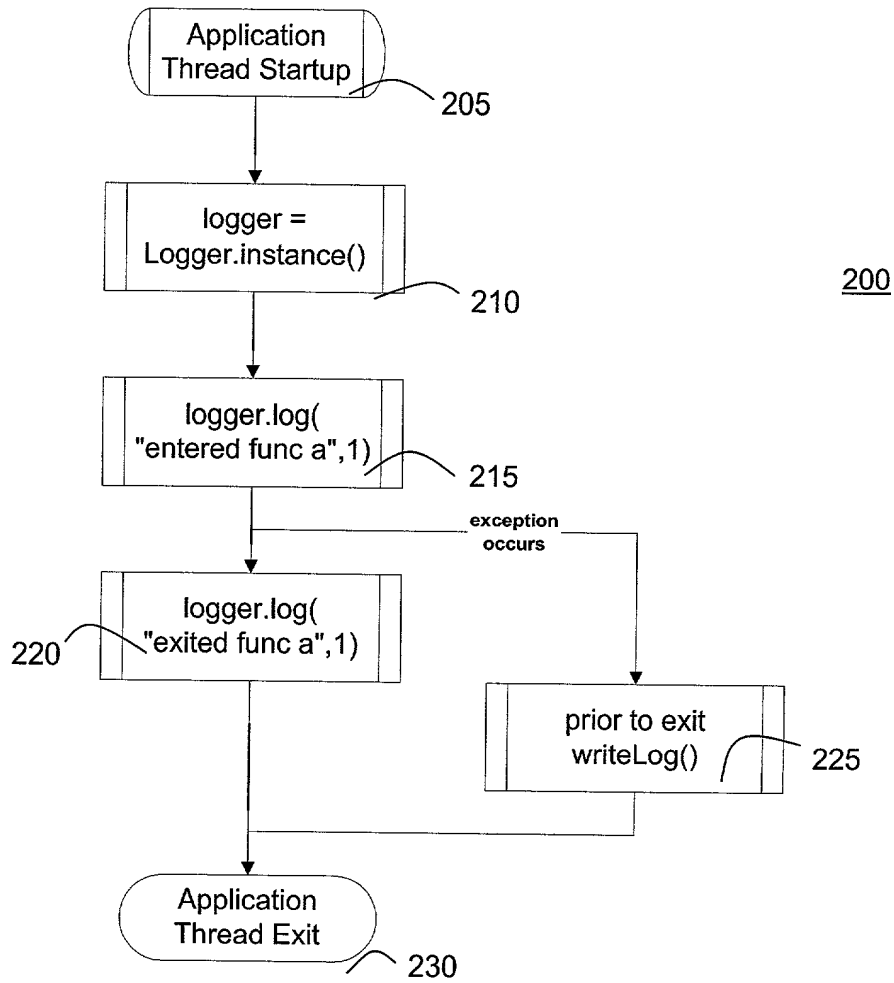 Application
Thread Startup
205
logger =
Logger.instance()
210
200
logger.log(
"entered func a",1)
215
exception
occurs
logger.log(
"exited func a",1)
220
prior to exit
writeLog()
225
Application
Thread Exit
230